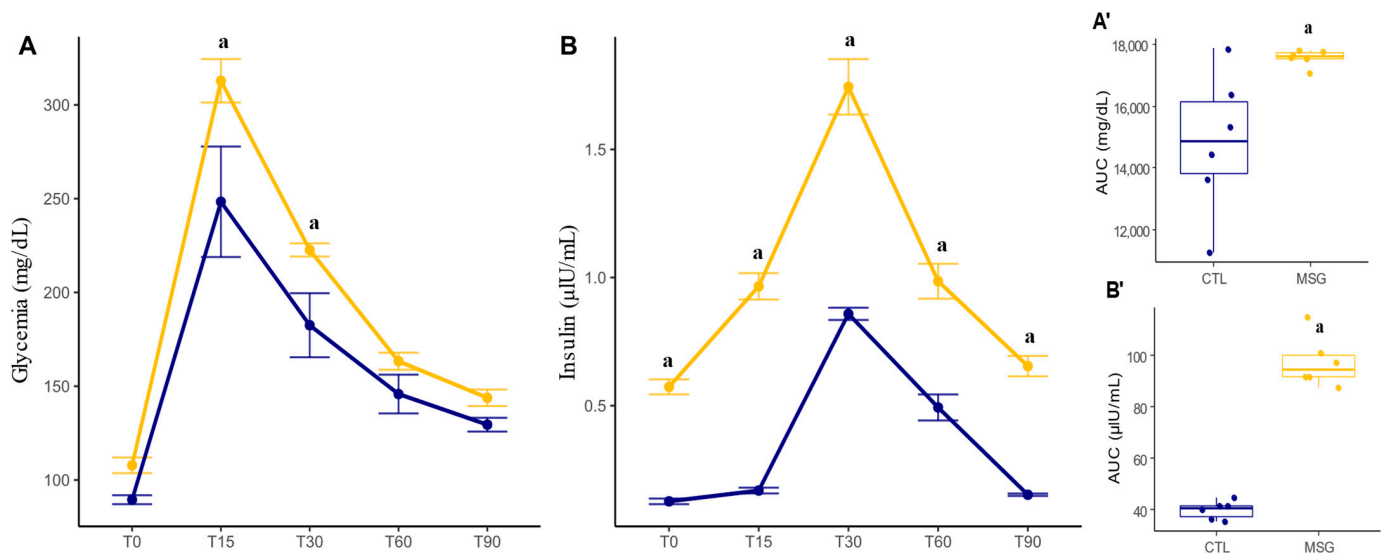 A
Glycemia (mg/dL)
300
250
200
150
100
a
a
T0 T15 T30 T60 T90
B
Insulin (µIU/mL)
1.5
1.0
0.5
a
a
a
a
a
T0 T15 T30 T60 T90
A'
AUC (mg/dL)
18,000
16,000
14,000
12,000
a
CTL MSG
B'
AUC (µIU/mL)
100
80
60
40
a
CTL MSG